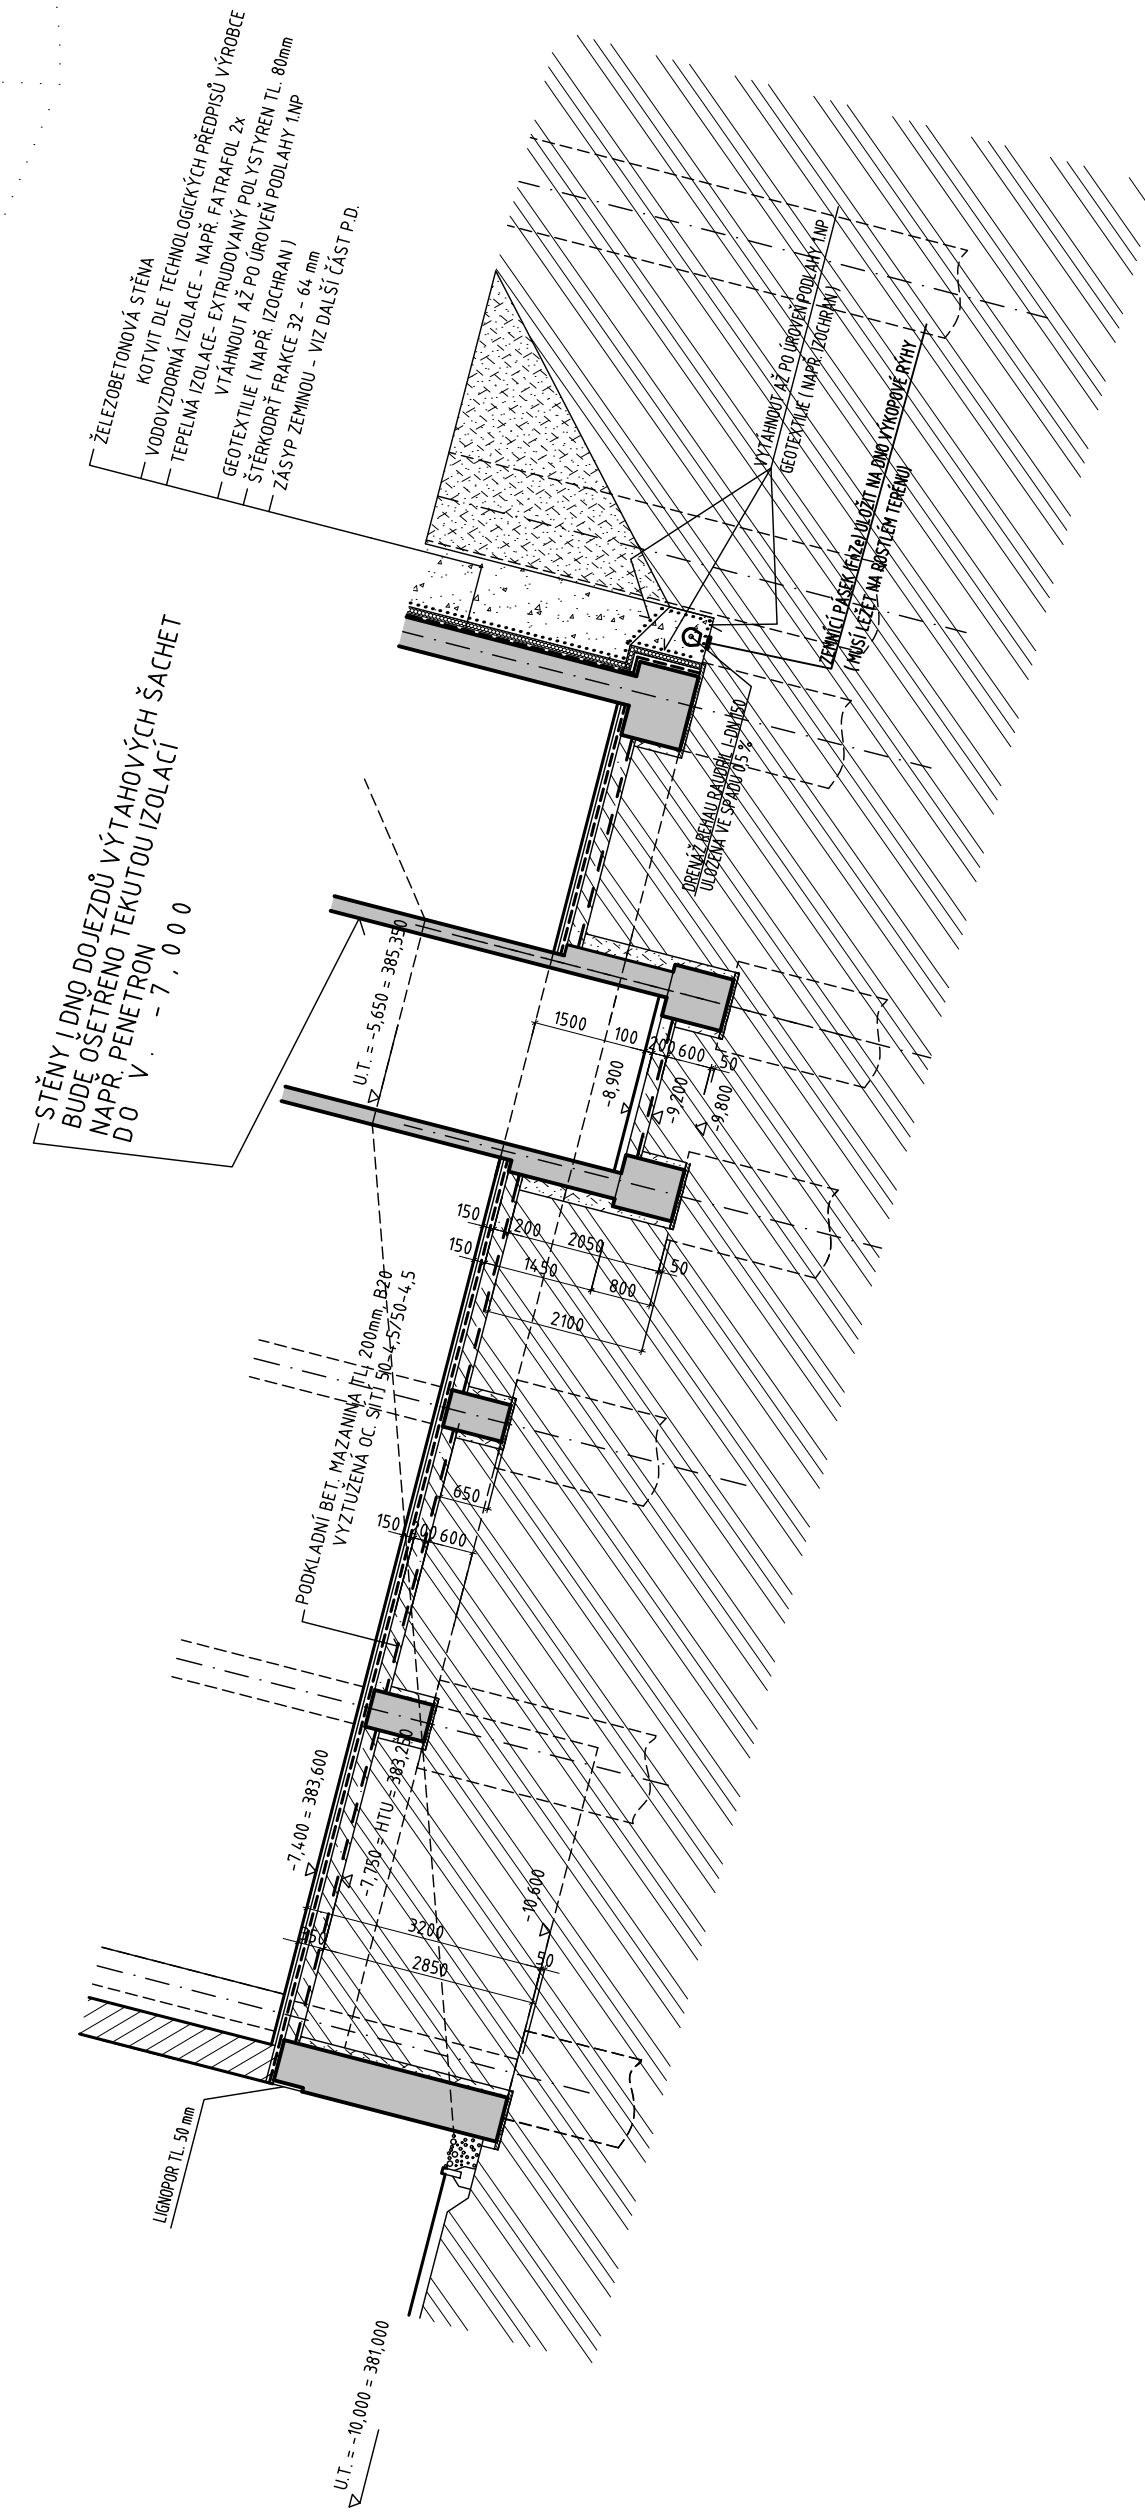 ŽELEZOBETONOVÁ STĚNA
KOTVIT DLE TECHNOLOGICKÝCH PŘEDPISŮ VÝROBCE
VODOVZDORNÁ IZOLACE - NAPŘ. FATRAFOL 2x
TEPELNÁ IZOLACE- EXTRUDOVANÝ POLYSTYREN TL. 80mm
VTÁHNOUT AŽ PO ÚROVEŇ PODLAHY 1.NP
GEOTEXTILIE ( NAPŘ. IZOCHRAN )
ŠTĚRKODRŤ FRAKCE 32 - 64 mm
ZÁSYP ZEMINOU - VIZ DALŠÍ ČÁST P.D.
VYTÁHNOUT AŽ PO ÚROVEŇ PODLAHY 1.NP
GEOTEXTILIE ( NAPŘ. IZOCHRAN )
ZEMNÍCÍ PÁSEK (FeZe) ULOŽIT NA DNO VÝKOPOVÉ RÝHY
( MUSÍ LEŽET NA ROSTLÉM TERÉNU)
DRENÁŽ REHAU RAUDRIL I-DN150
ULOŽENA VE SPÁDU 0,5 %
STĚNY I DNO DOJEZDŮ VÝTAHOVÝCH ŠACHET
BUDE OŠETŘENO TEKUTOU IZOLACÍ
NAPŘ. PENETRON
DO V. -7,000
U.T. = -5,650 = 385,350
1500
100
200
600
50
-8,900
-9,200
-9,800
150
200
2050
50
150
1450
800
2100
PODKLADNÍ BET. MAZANINA TL. 200mm B20
VYZTUŽENÁ OC. SÍTÍ 50-4,5/50-4,5
650
150
200
600
-7,400 = 383,600
-7,750 = HTU = 383,250
-10,600
3200
350
2850
50
LIGNOPOR TL. 50 mm
U.T. = -10,000 = 381,000